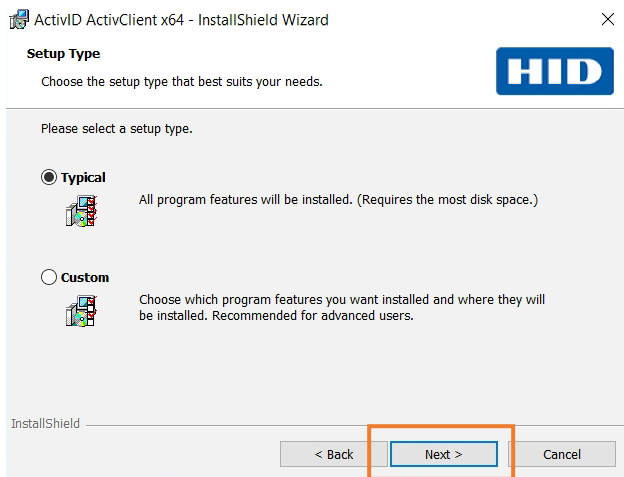 ActivID ActivClient x64 - InstallShield Wizard
Setup Type
Choose the setup type that best suits your needs.
HID
Please select a setup type.
Typical
All program features will be installed. (Requires the most disk space.)
Custom
Choose which program features you want installed and where they will
be installed. Recommended for advanced users.
InstallShield
< Back
Next >
Cancel